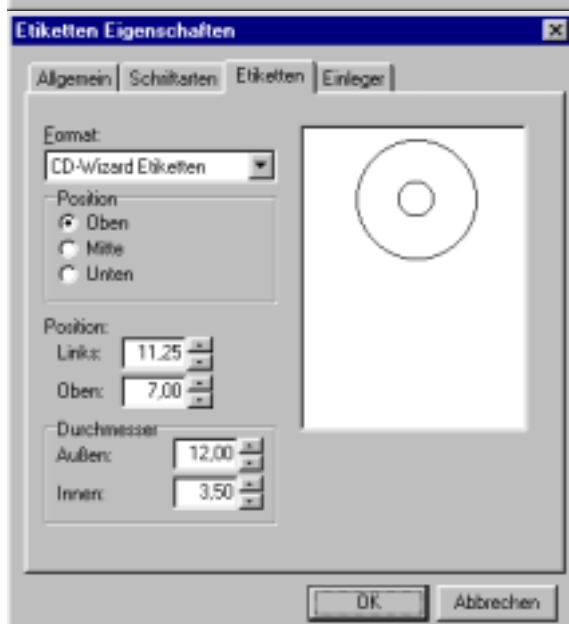 Etiketten Eigenschaften
Allgemein Schriftarten Etiketten Einleger
Format:
CD-Wizard Etiketten
Position
Oben
Mitte
Unten
Position:
Links: 11,25
Oben: 7,00
Durchmesser
Außen: 12,00
Innen: 3,50
OK Abbrechen